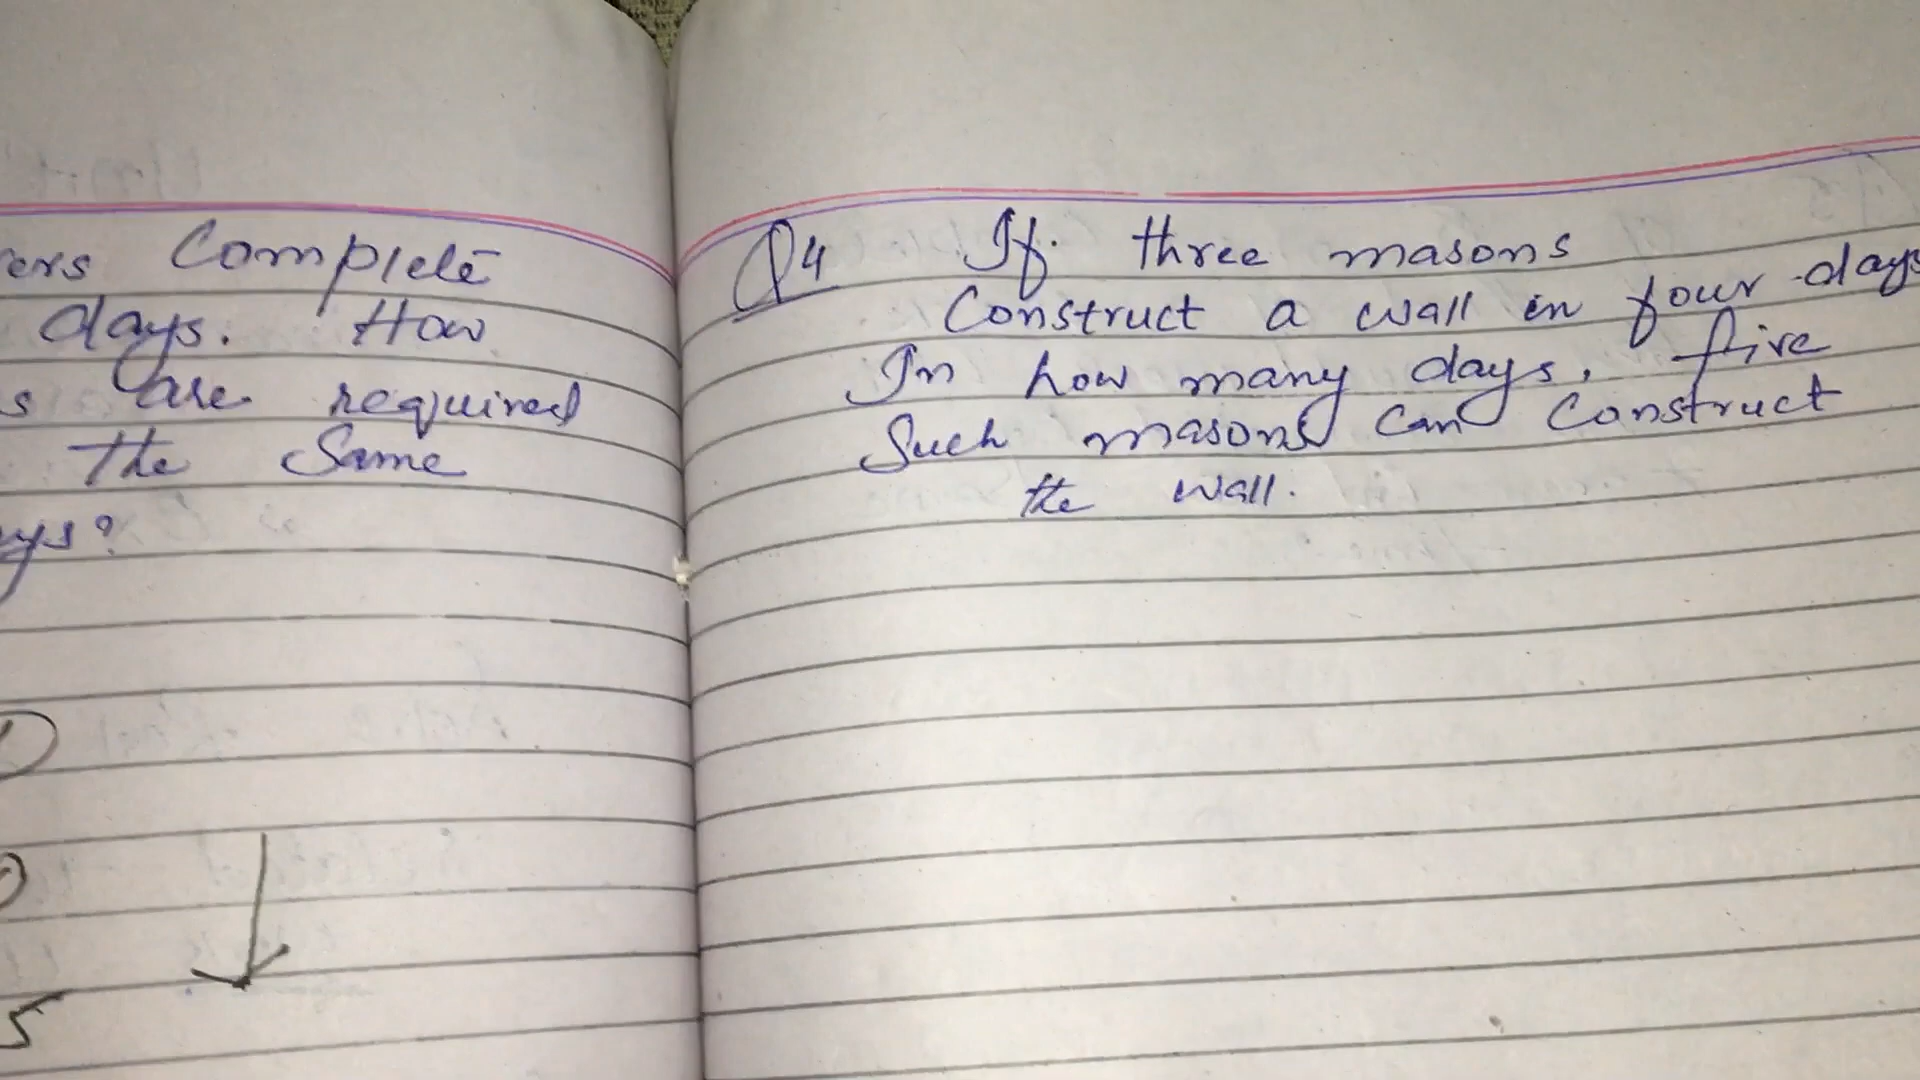 ers Complete
days. How
s are required
the Same
ys?
Q4 If three masons
Construct a wall in four days
In how many days, five
Such masons can Construct
the wall.
5